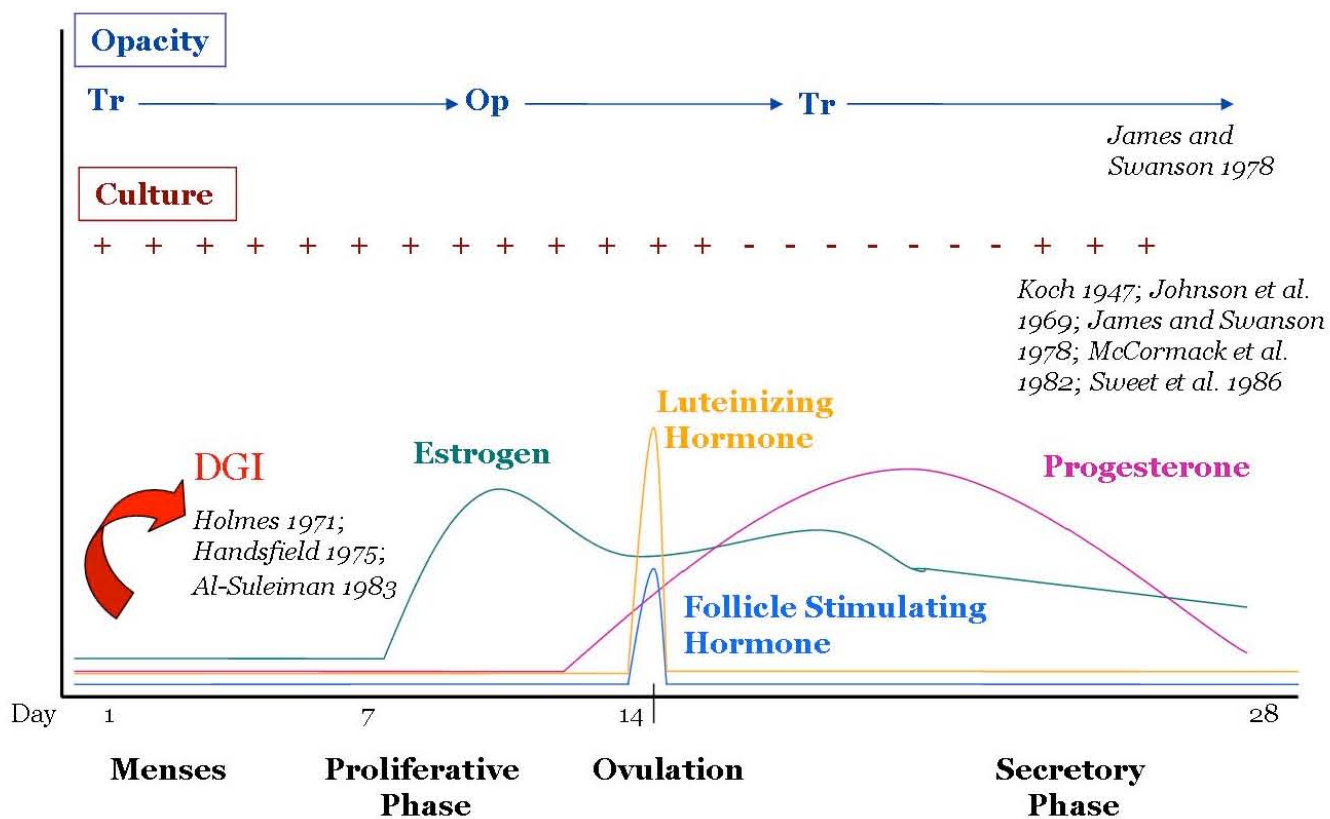 Opacity
Tr Op Tr
James and
Swanson 1978
Culture
+ + + + + + + + + + + + + - - - - - - + + +
Koch 1947; Johnson et al.
1969; James and Swanson
1978; McCormack et al.
1982; Sweet et al. 1986
Luteinizing
Hormone
Estrogen
Progesterone
DGI
Holmes 1971;
Handsfield 1975;
Al-Suleiman 1983
Follicle Stimulating
Hormone
Day 1 7 14 28
Menses
Proliferative
Phase
Ovulation
Secretory
Phase